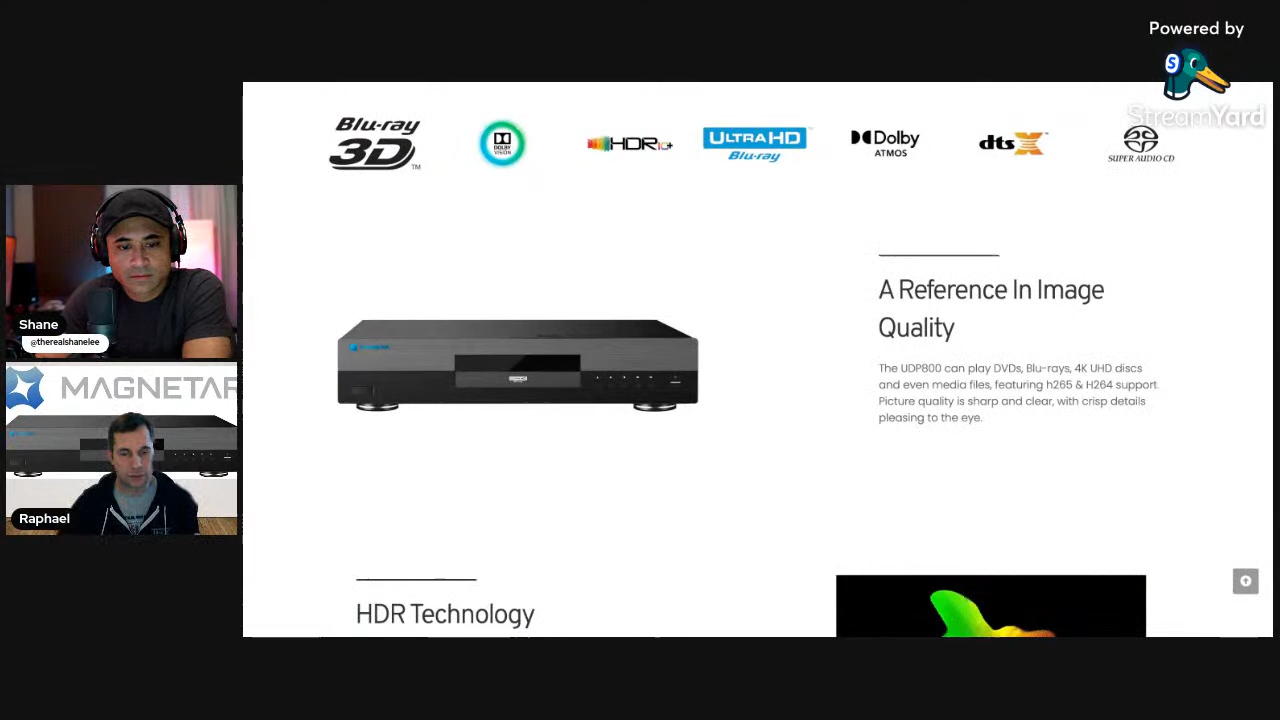 Powered by
StreamYard
Blu-ray
3D™
DOLBY
VISION
HDR10+
ULTRA HD
Blu-ray
Dolby
ATMOS
dts X
SUPER AUDIO CD
Shane
@therealshanelee
MAGNETAR
Raphael
A Reference In Image
Quality
The UDP800 can play DVDs, Blu-rays, 4K UHD discs
and even media files, featuring h265 & H264 support.
Picture quality is sharp and clear, with crisp details
pleasing to the eye.
HDR Technology